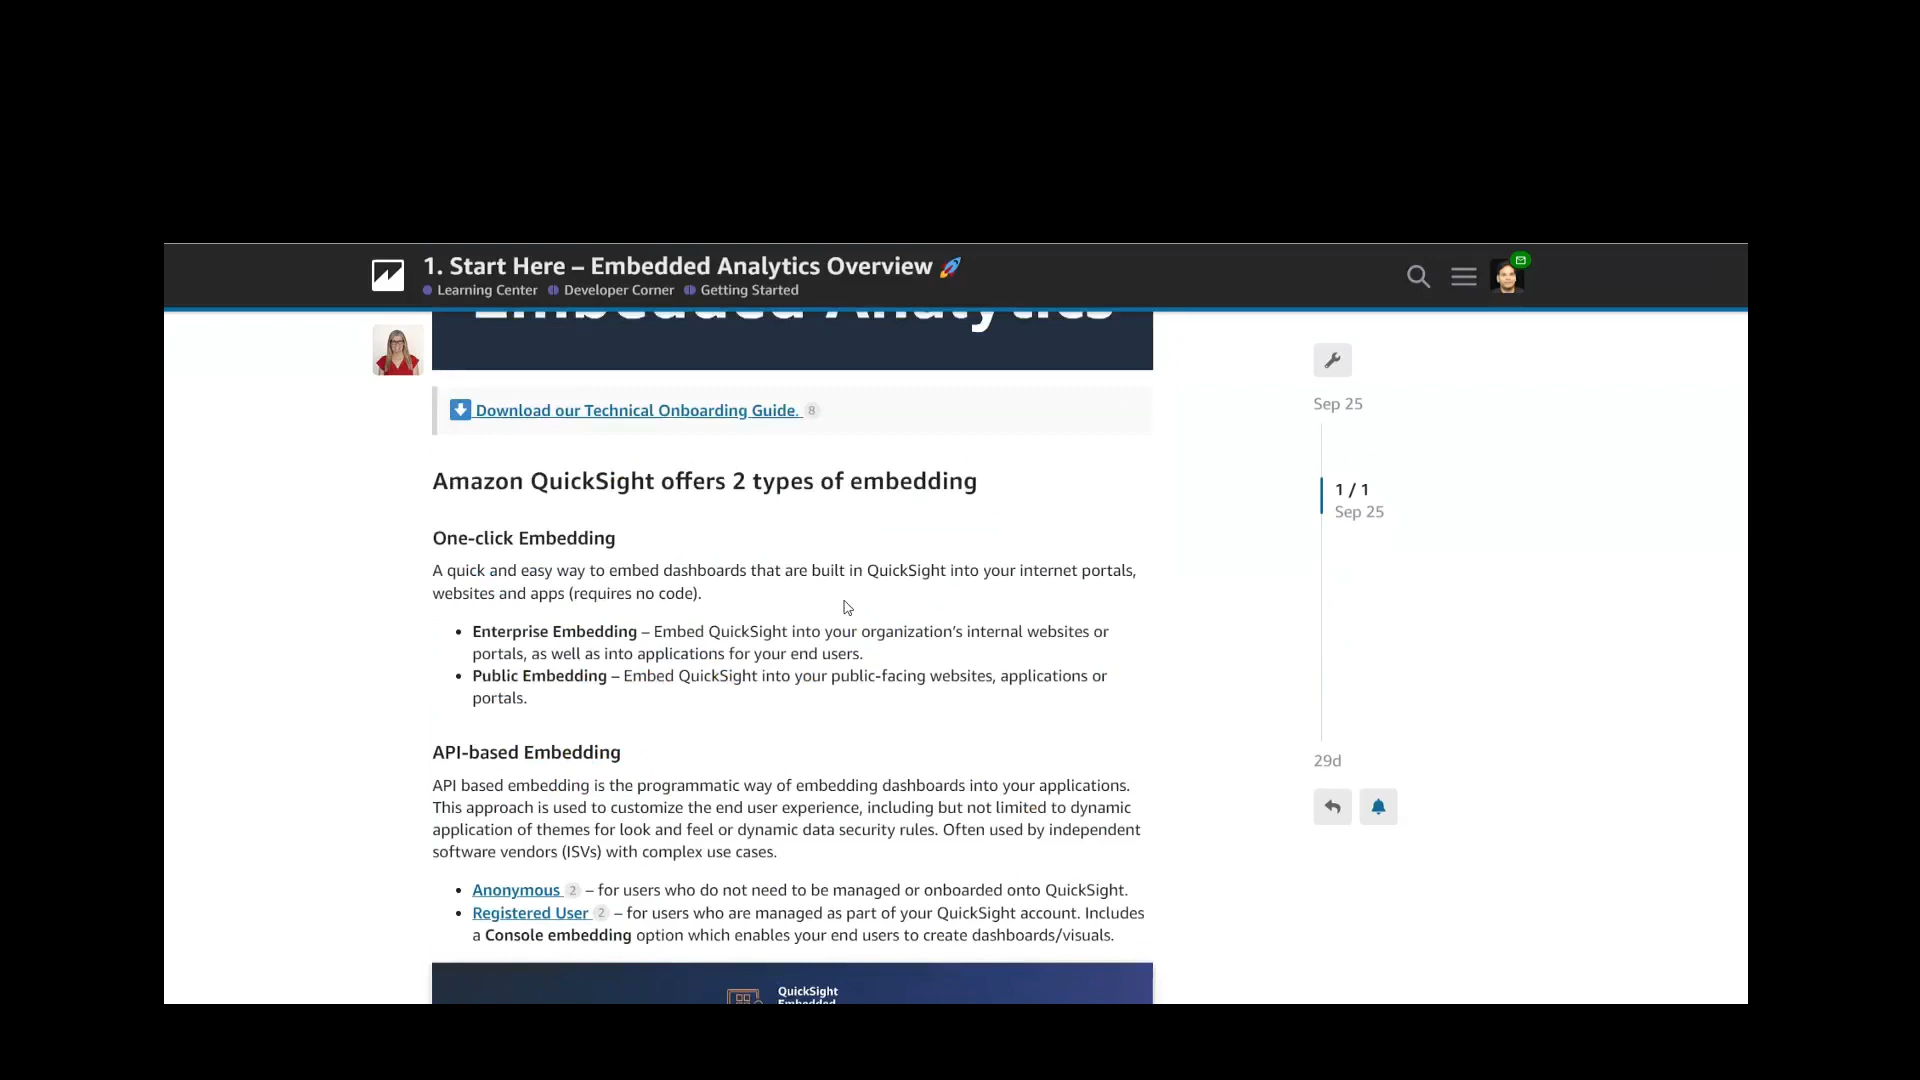 1. Start Here – Embedded Analytics Overview 🚀
Learning Center Developer Corner Getting Started
Embedded Analytics
Download our Technical Onboarding Guide. 8
Amazon QuickSight offers 2 types of embedding
One-click Embedding
A quick and easy way to embed dashboards that are built in QuickSight into your internet portals,
websites and apps (requires no code).
• Enterprise Embedding – Embed QuickSight into your organization's internal websites or
portals, as well as into applications for your end users.
• Public Embedding – Embed QuickSight into your public-facing websites, applications or
portals.
API-based Embedding
API based embedding is the programmatic way of embedding dashboards into your applications.
This approach is used to customize the end user experience, including but not limited to dynamic
application of themes for look and feel or dynamic data security rules. Often used by independent
software vendors (ISVs) with complex use cases.
• Anonymous 2 – for users who do not need to be managed or onboarded onto QuickSight.
• Registered User 2 – for users who are managed as part of your QuickSight account. Includes
a Console embedding option which enables your end users to create dashboards/visuals.
QuickSight
Embedded
Sep 25
1 / 1
Sep 25
29d